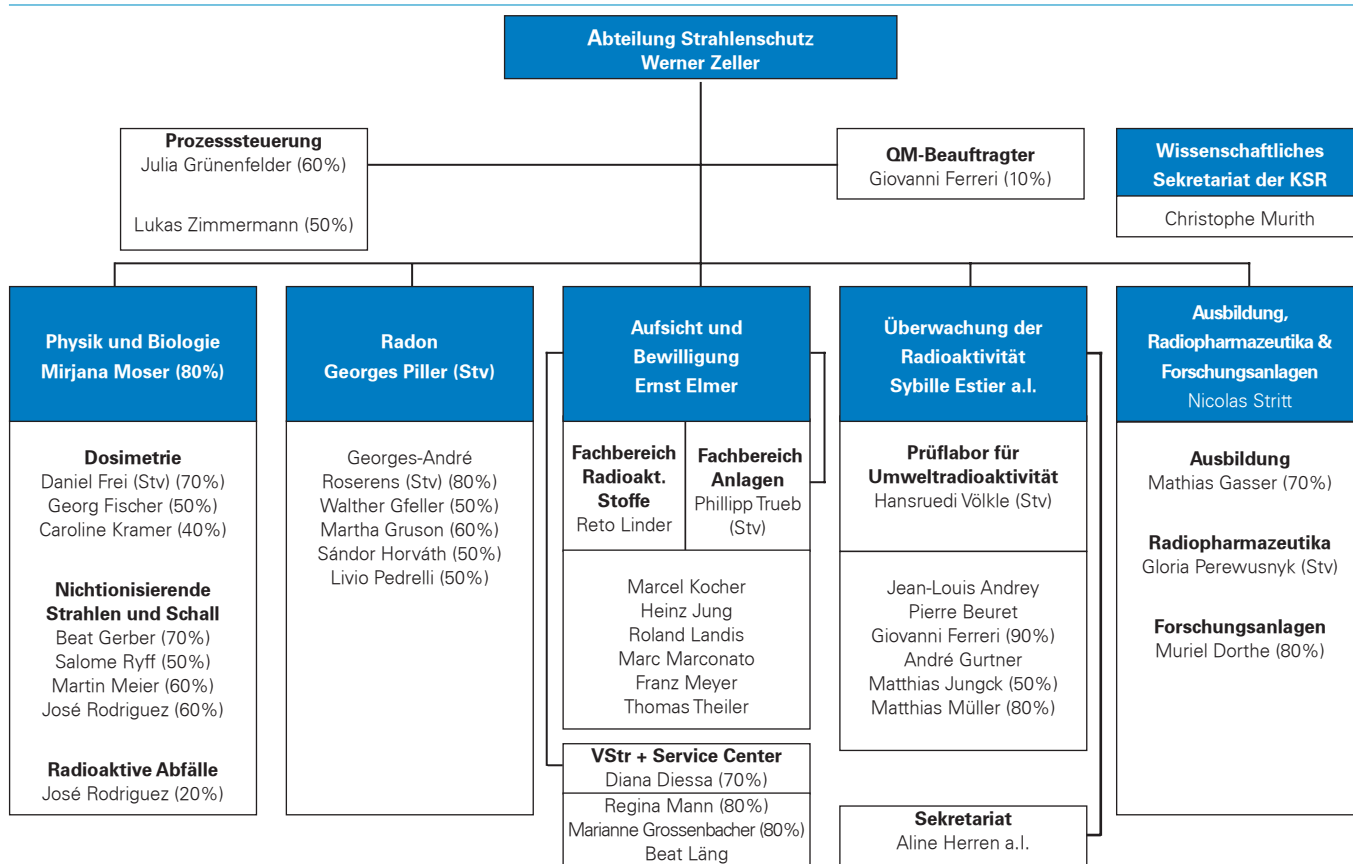 Abteilung Strahlenschutz
Werner Zeller
Prozesssteuerung
Julia Grünenfelder (60%)
Lukas Zimmermann (50%)
QM-Beauftragter
Giovanni Ferreri (10%)
Wissenschaftliches
Sekretariat der KSR
Christophe Murith
Physik und Biologie
Mirjana Moser (80%)
Dosimetrie
Daniel Frei (Stv) (70%)
Georg Fischer (50%)
Caroline Kramer (40%)
Nichtionisierende
Strahlen und Schall
Beat Gerber (70%)
Salome Ryff (50%)
Martin Meier (60%)
José Rodriguez (60%)
Radioaktive Abfälle
José Rodriguez (20%)
Radon
Georges Piller (Stv)
Georges-André
Roserens (Stv) (80%)
Walther Gfeller (50%)
Martha Gruson (60%)
Sándor Horváth (50%)
Livio Pedrelli (50%)
Aufsicht und
Bewilligung
Ernst Elmer
Fachbereich
Radioakt.
Stoffe
Reto Linder
Fachbereich
Anlagen
Phillipp Trueb
(Stv)
Marcel Kocher
Heinz Jung
Roland Landis
Marc Marconato
Franz Meyer
Thomas Theiler
VStr + Service Center
Diana Diessa (70%)
Regina Mann (80%)
Marianne Grossenbacher (80%)
Beat Läng
Überwachung der
Radioaktivität
Sybille Estier a.I.
Prüflabor für
Umweltradioaktivität
Hansruedi Völkle (Stv)
Jean-Louis Andrey
Pierre Beuret
Giovanni Ferreri (90%)
André Gurtner
Matthias Jungck (50%)
Matthias Müller (80%)
Sekretariat
Aline Herren a.I.
Ausbildung,
Radiopharmazeutika &
Forschungsanlagen
Nicolas Stritt
Ausbildung
Mathias Gasser (70%)
Radiopharmazeutika
Gloria Perewusnyk (Stv)
Forschungsanlagen
Muriel Dorthe (80%)